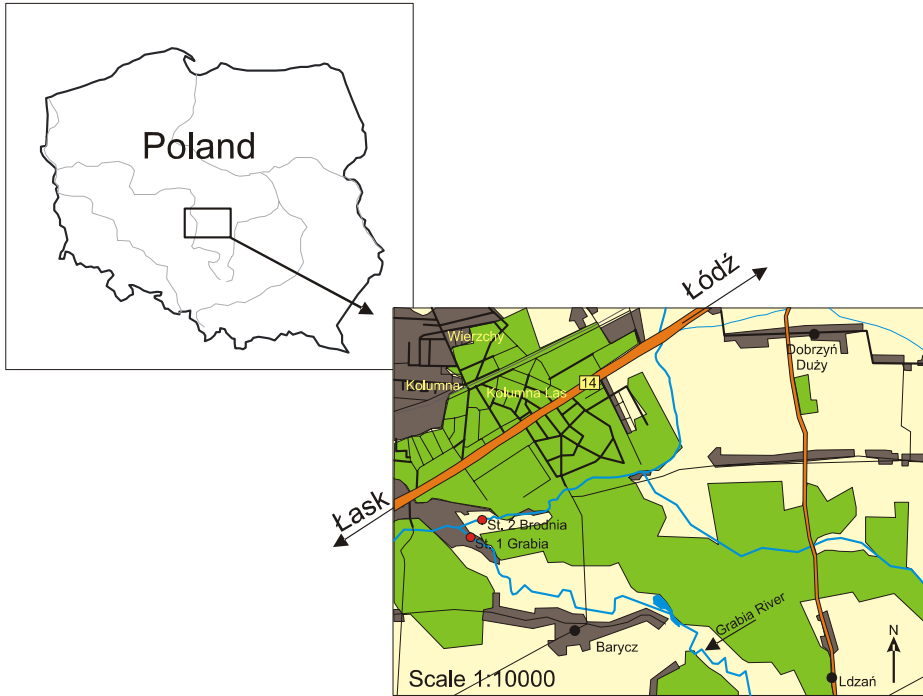 Poland
Łódź
Wierzchy
Dobrzyń
Duży
Kolumna
14
Kolumna Las
Łask
St. 2 Brodnia
St. 1 Grabia
Grabia River
N
Barycz
Scale 1:10000
Ldzań